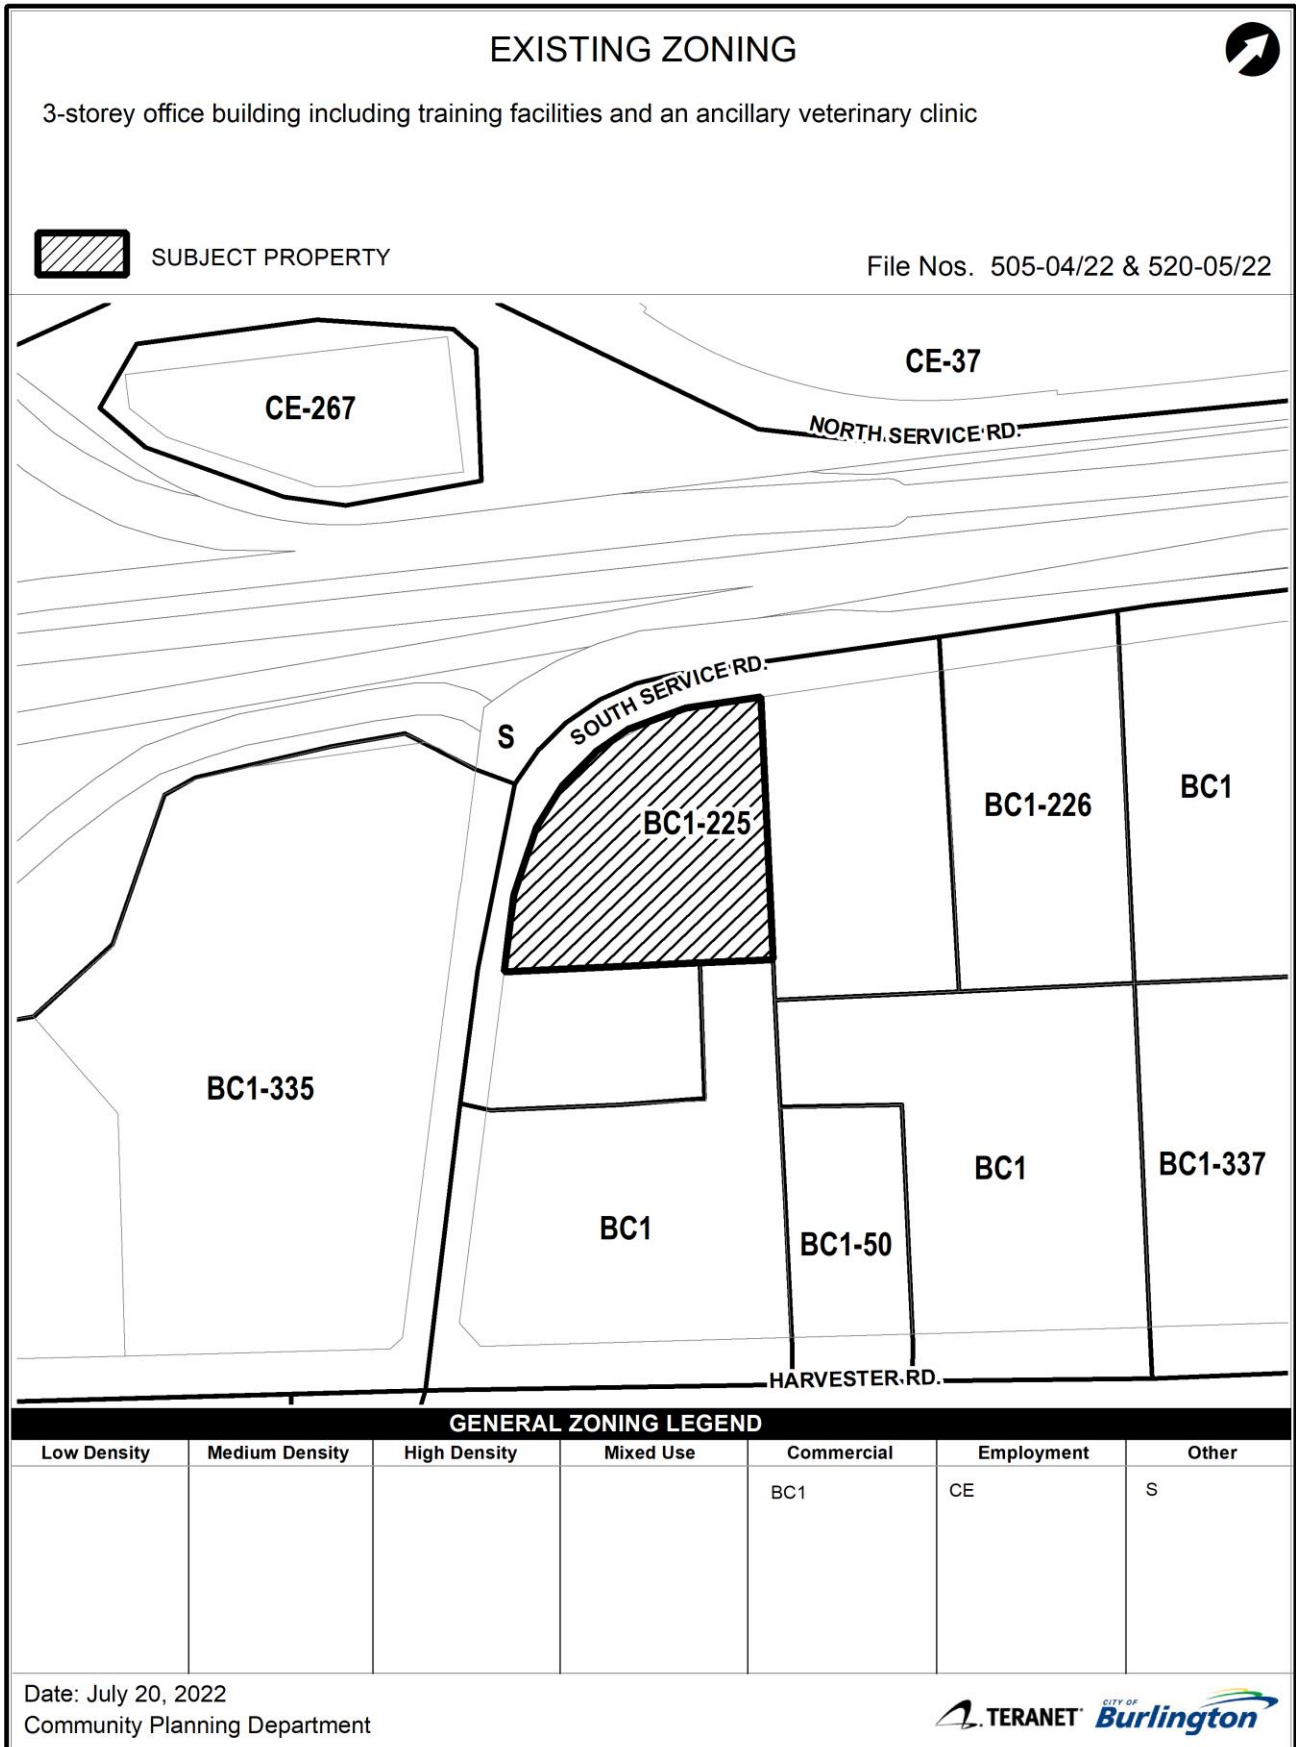 EXISTING ZONING
3-storey office building including training facilities and an ancillary veterinary clinic
SUBJECT PROPERTY
File Nos. 505-04/22 & 520-05/22
CE-37
CE-267
NORTH SERVICE RD.
SOUTH SERVICE RD.
S
BC1
BC1-226
BC1-225
BC1-335
BC1
BC1-337
BC1
BC1-50
HARVESTER RD.
GENERAL ZONING LEGEND
Low Density Medium Density High Density Mixed Use Commercial Employment Other
BC1 CE S
Date: July 20, 2022
Community Planning Department
TERANET
CITY OF
Burlington